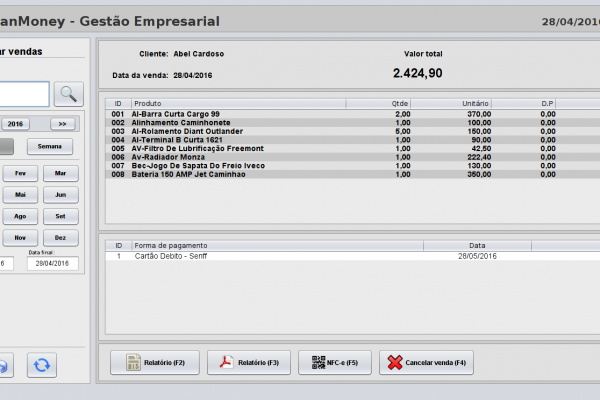 anMoney - Gestão Empresarial
28/04/2016
ar vendas
Cliente: Abel Cardoso
Valor total
Data da venda: 28/04/2016
2.424,90
2016 >>
Semana
Fev Mar
Mai Jun
Ago Set
Nov Dez
Data final:
6 28/04/2016
ID Produto Qtde Unitário D.P
001 Al-Barra Curta Cargo 99 2,00 370,00 0,00
002 Alinhamento Caminhonete 1,00 100,00 0,00
003 Al-Rolamento Diant Outlander 5,00 150,00 0,00
004 Al-Terminal B Curta 1621 1,00 90,00 0,00
005 AV-Filtro De Lubrificação Freemont 1,00 42,50 0,00
006 Av-Radiador Monza 1,00 222,40 0,00
007 Bec-Jogo De Sapata Do Freio Iveco 1,00 130,00 0,00
008 Bateria 150 AMP Jet Caminhao 1,00 350,00 0,00
ID Forma de pagamento Data
1 Cartão Debito - Senff 28/05/2016
Relatório (F2) Relatório (F3) NFC-e (F5) Cancelar venda (F4)